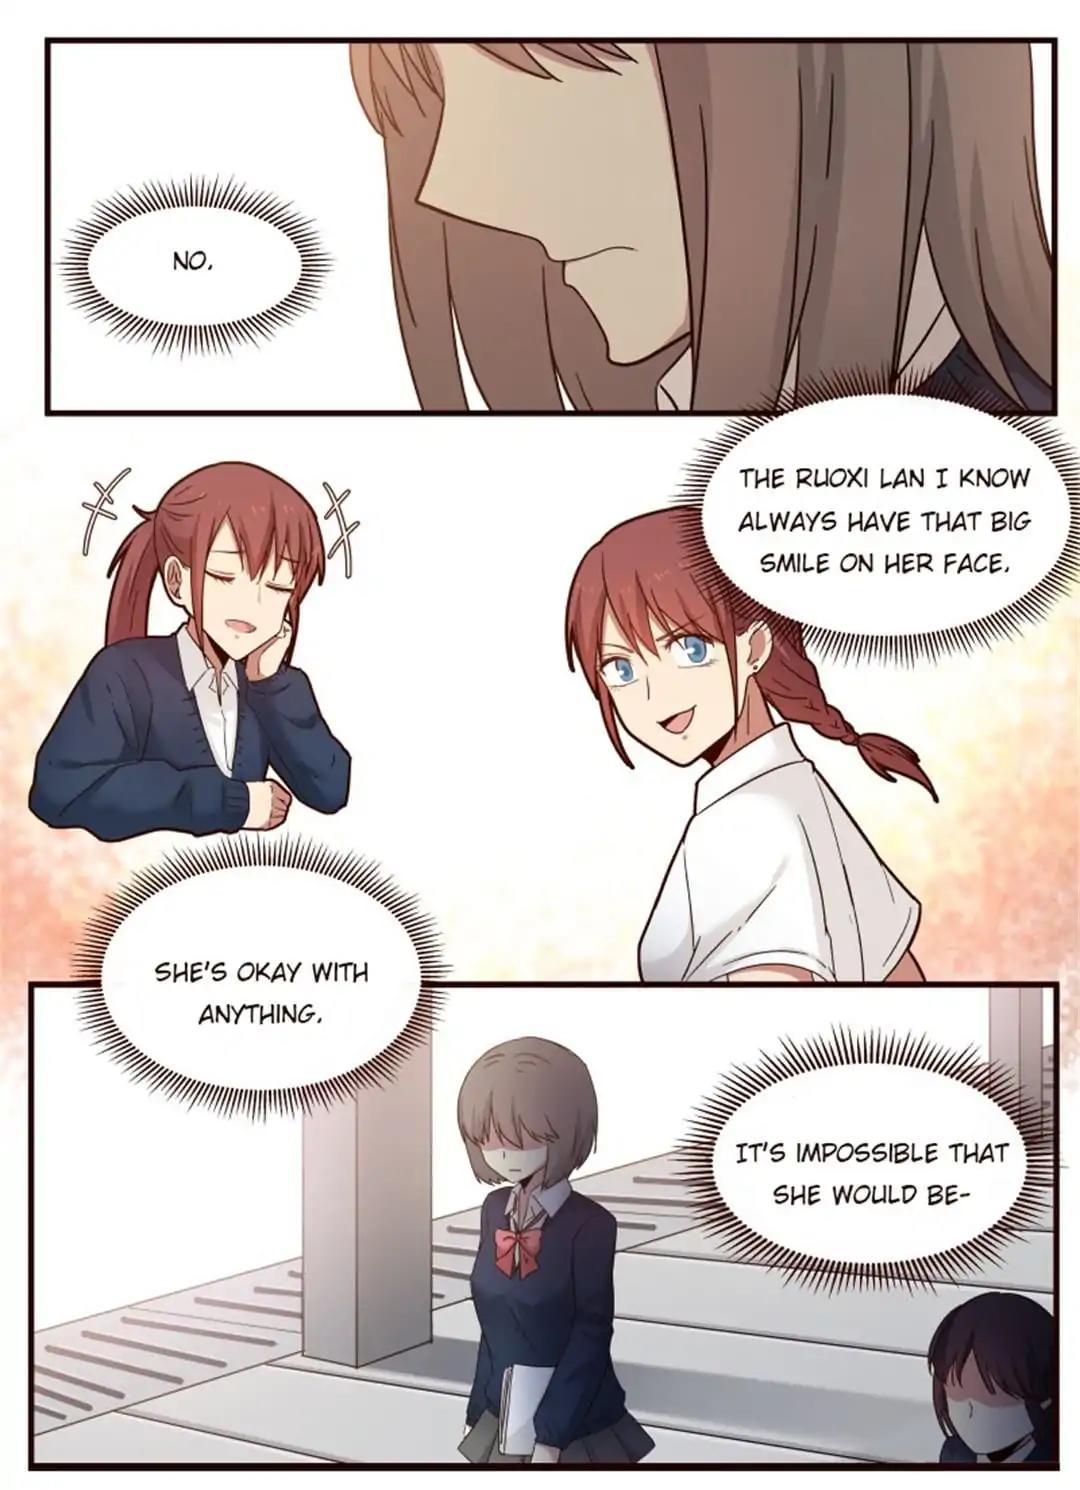 NO.
THE RUOXI LAN I KNOW
ALWAYS HAVE THAT BIG
SMILE ON HER FACE.
SHE'S OKAY WITH
ANYTHING.
IT'S IMPOSSIBLE THAT
SHE WOULD BE-